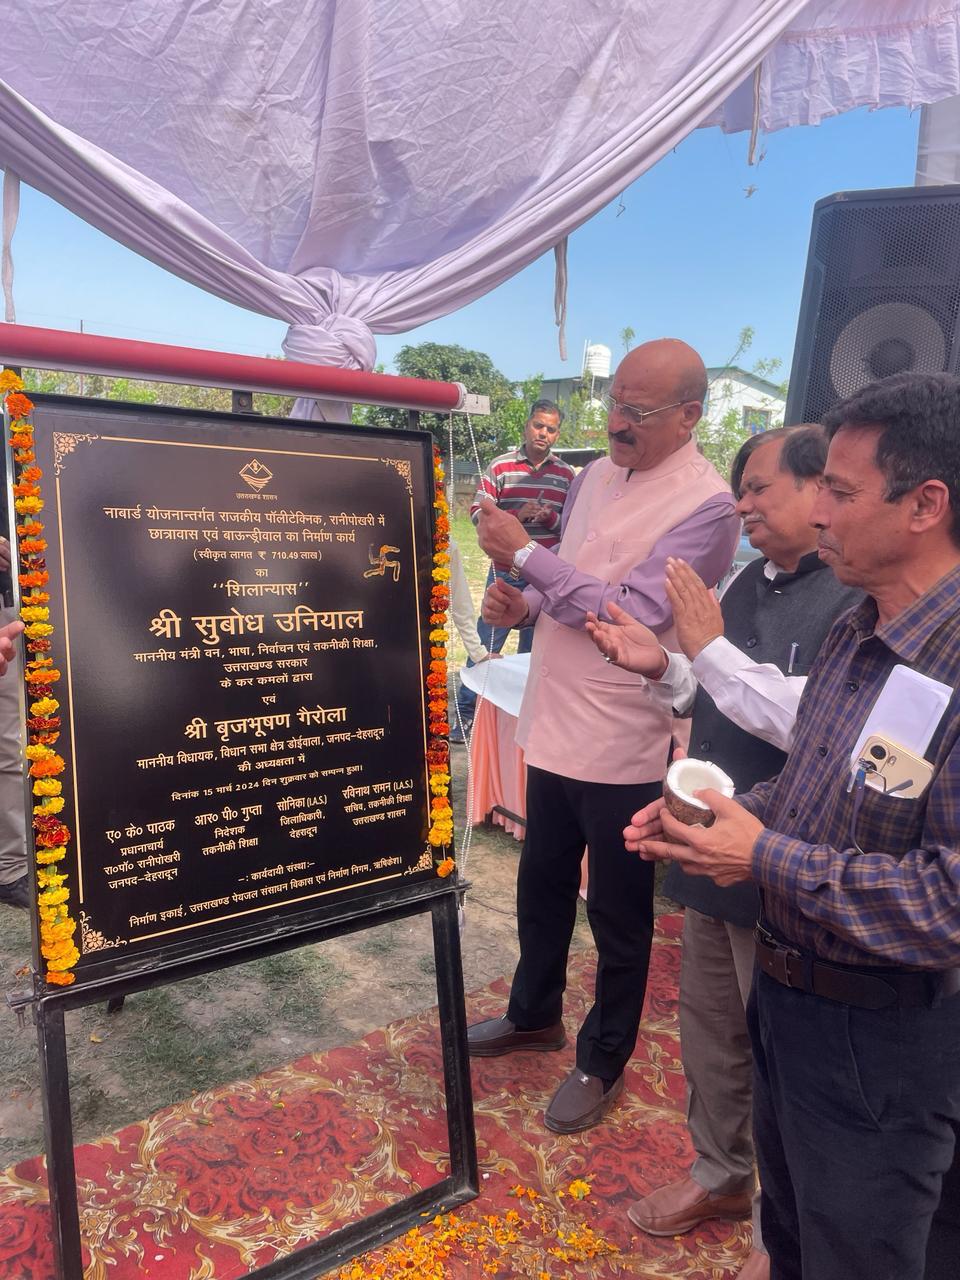 उत्तराखण्ड शासन
नाबार्ड योजनान्तर्गत राजकीय पॉलीटेक्निक, रानीपोखरी में
छात्रावास एवं बाऊन्ड्रीवाल का निर्माण कार्य
(स्वीकृत लागत ₹ 710.49 लाख)
का
''शिलान्यास''
श्री सुबोध उनियाल
माननीय मंत्री वन, भाषा, निर्वाचन एवं तकनीकी शिक्षा,
उत्तराखण्ड सरकार
के कर कमलों द्वारा
एवं
श्री बृजभूषण गैरोला
माननीय विधायक, विधान सभा क्षेत्र डोईवाला, जनपद–देहरादून
की अध्यक्षता में
दिनांक 15 मार्च 2024 दिन शुक्रवार को सम्पन्न हुआ।
ए० के० पाठक
प्रधानाचार्य
रा०पॉ० रानीपोखरी
जनपद–देहरादून
आर० पी० गुप्ता
निदेशक
तकनीकी शिक्षा
सोनिका (I.A.S.)
जिलाधिकारी,
देहरादून
रविनाथ रामन (I.A.S.)
सचिव, तकनीकी शिक्षा
उत्तराखण्ड शासन
–: कार्यदायी संस्था:–
निर्माण इकाई, उत्तराखण्ड पेयजल संसाधन विकास एवं निर्माण निगम, ऋषिकेश।